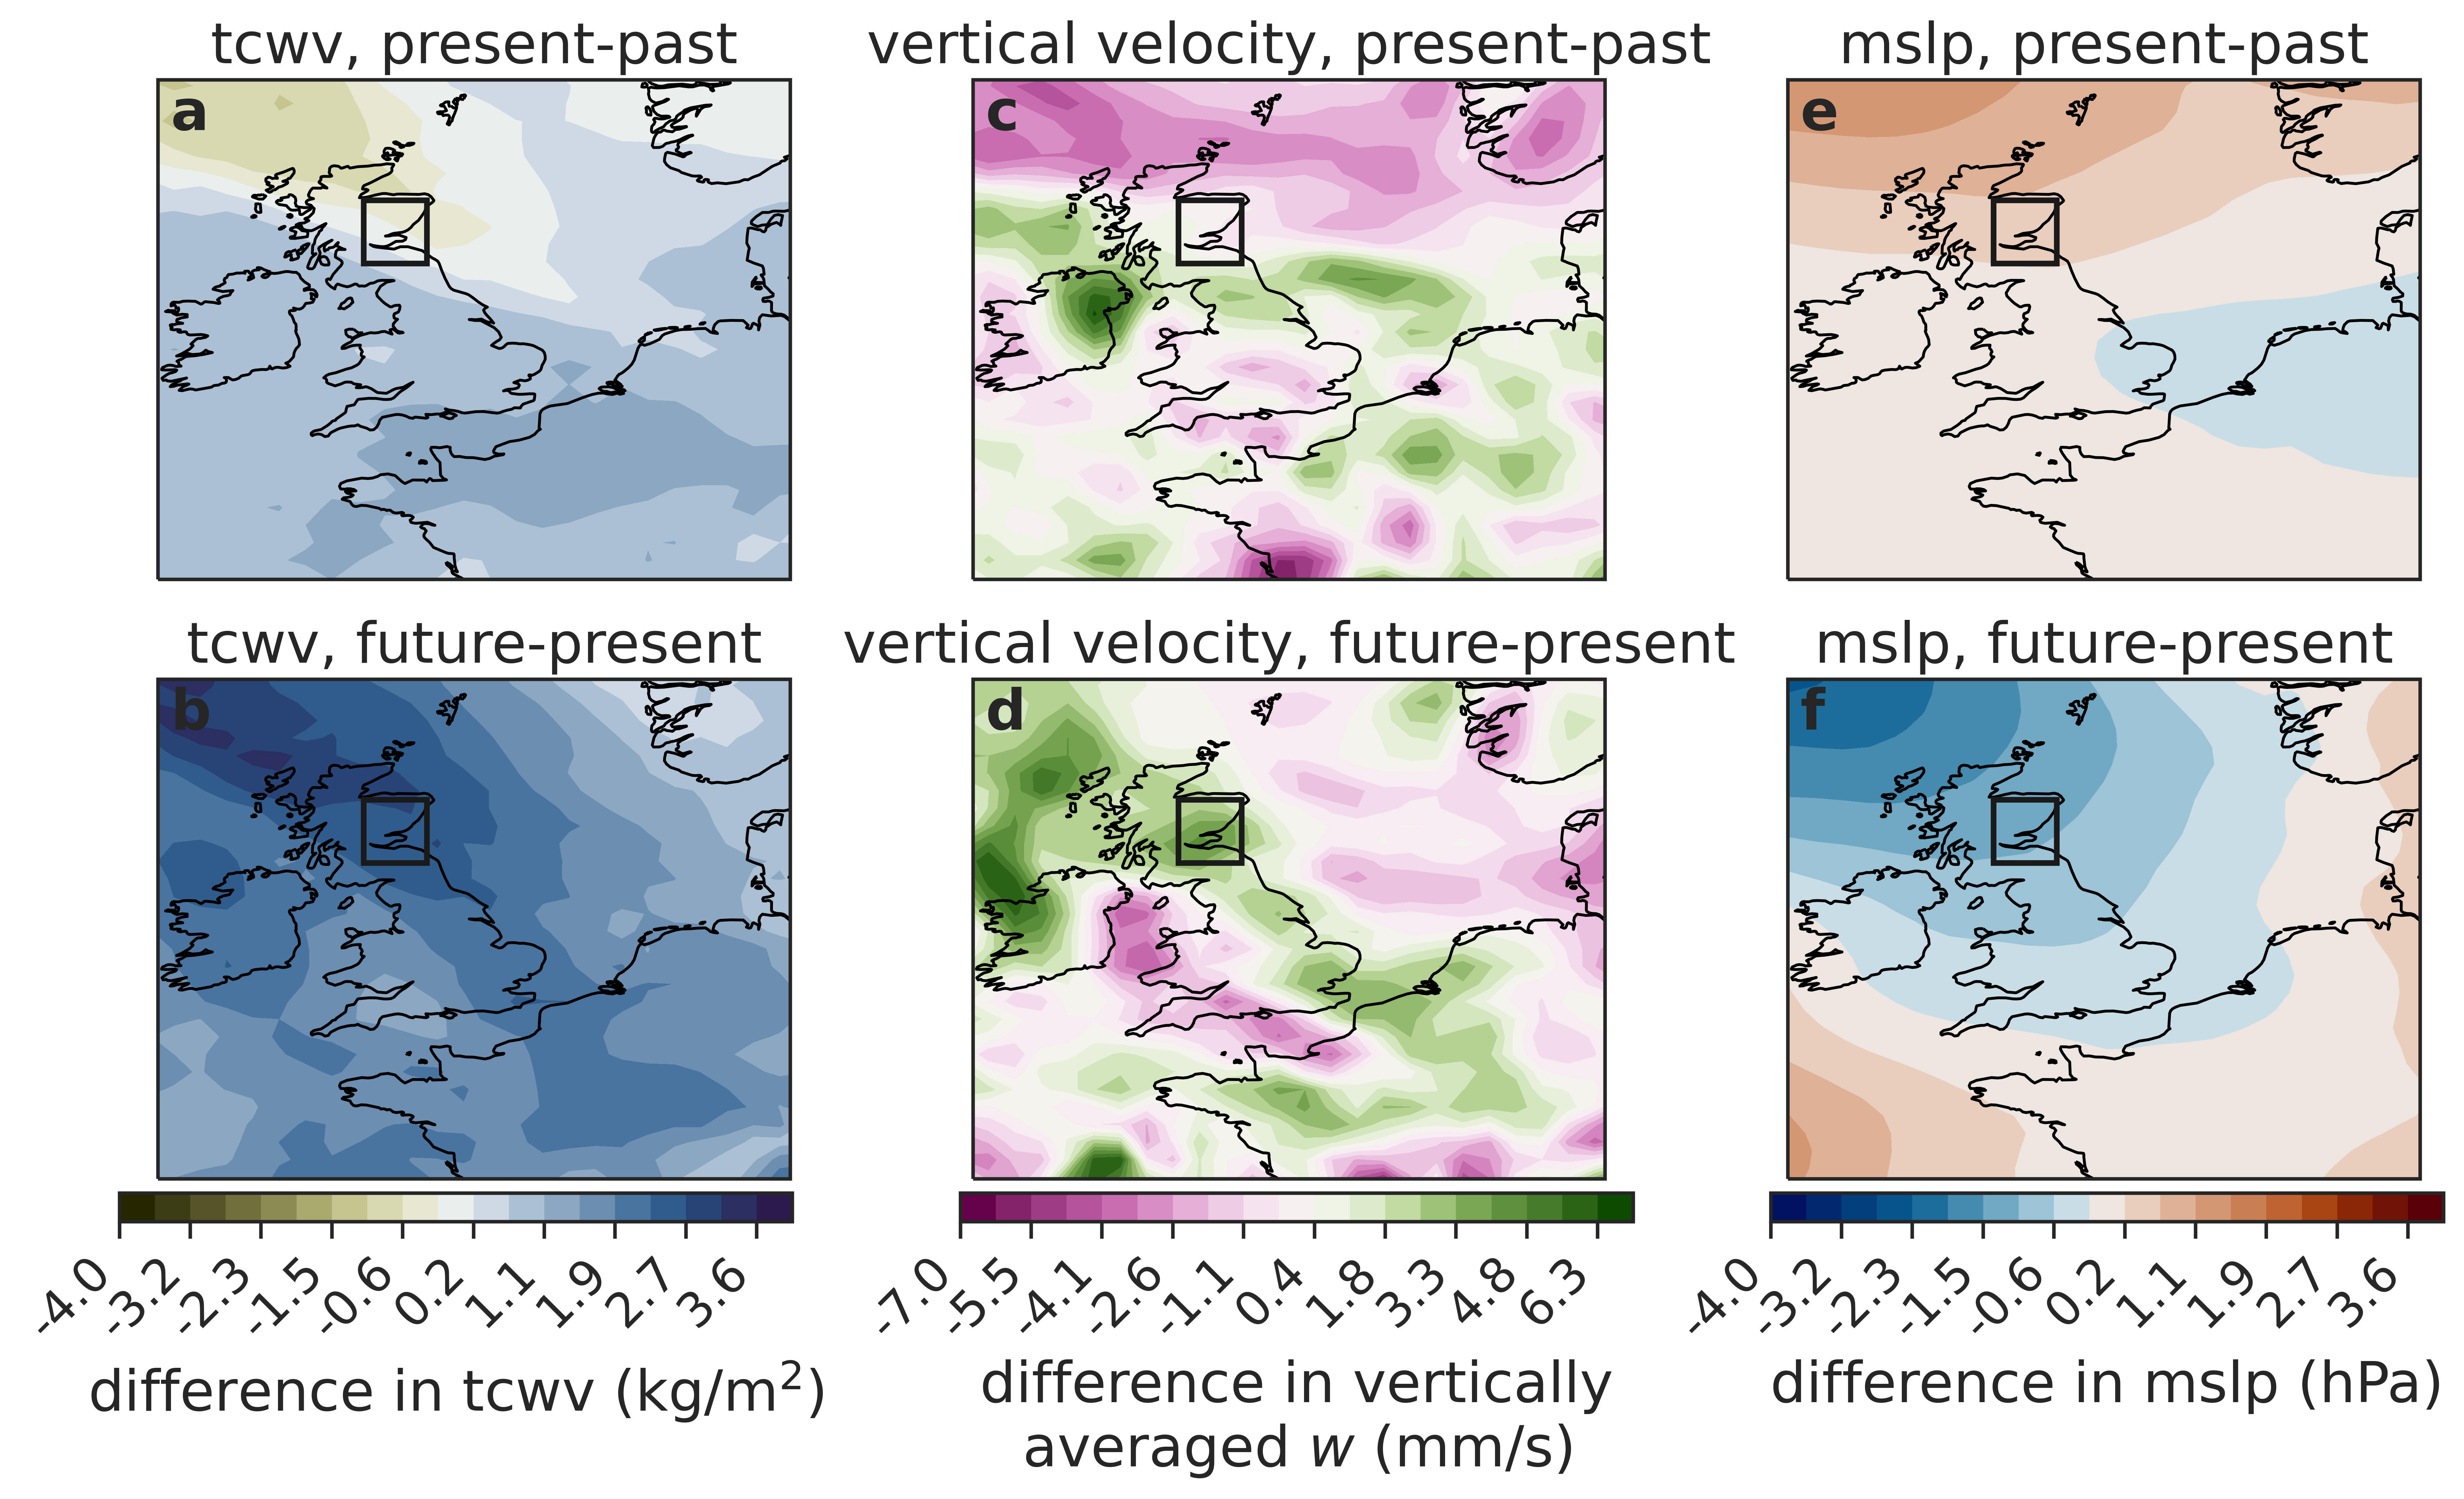 tcwv, present-past
vertical velocity, present-past
mslp, present-past
a
c
e
tcwv, future-present
vertical velocity, future-present
mslp, future-present
b
d
f
-4.0 -3.2 -2.3 -1.5 -0.6 0.2 1.1 1.9 2.7 3.6
-7.0 -5.5 -4.1 -2.6 -1.1 0.4 1.8 3.3 4.8 6.3
-4.0 -3.2 -2.3 -1.5 -0.6 0.2 1.1 1.9 2.7 3.6
difference in tcwv (kg/m²)
difference in vertically
averaged w (mm/s)
difference in mslp (hPa)